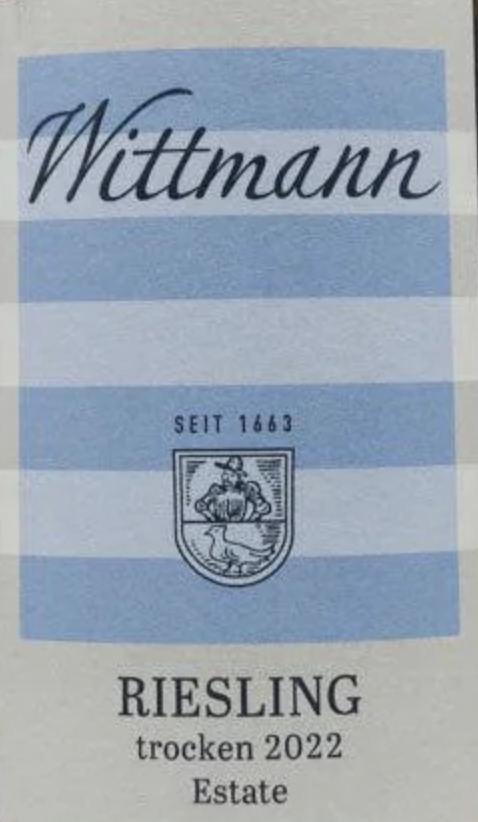 Wittmann
SEIT 1663
RIESLING
trocken 2022
Estate